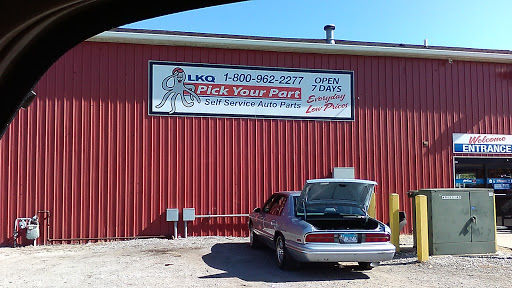 LKQ 1-800-962-2277
Pick Your Part
Self Service Auto Parts
OPEN
7 DAYS
Everyday
Low Prices
Welcome
ENTRANCE